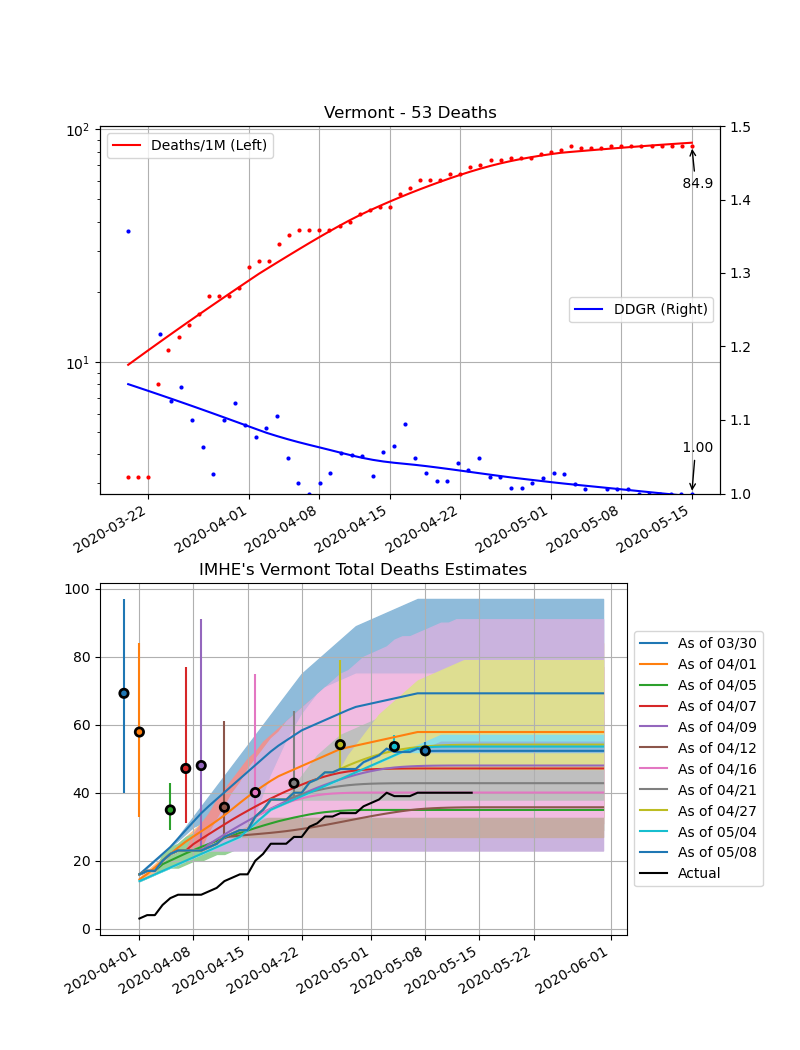 Vermont - 53 Deaths
10^2
Deaths/1M (Left)
1.5
84.9
1.4
1.3
DDGR (Right)
1.2
10^1
1.1
1.00
1.0
2020-03-22
2020-04-01
2020-04-08
2020-04-15
2020-04-22
2020-05-01
2020-05-08
2020-05-15
IMHE's Vermont Total Deaths Estimates
100
80
60
40
20
0
As of 03/30
As of 04/01
As of 04/05
As of 04/07
As of 04/09
As of 04/12
As of 04/16
As of 04/21
As of 04/27
As of 05/04
As of 05/08
Actual
2020-04-01
2020-04-08
2020-04-15
2020-04-22
2020-05-01
2020-05-08
2020-05-15
2020-05-22
2020-06-01